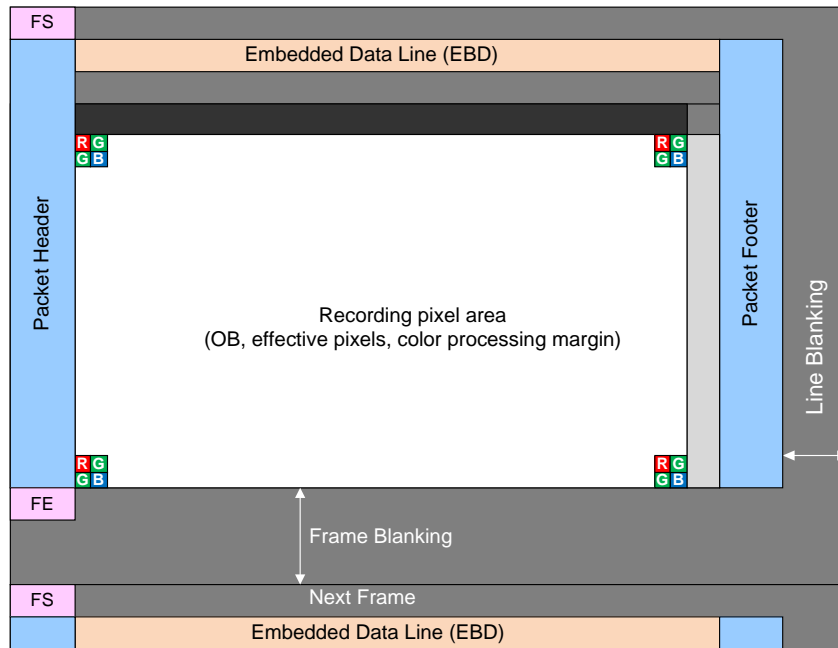 FS
Embedded Data Line (EBD)
R G
G B
R G
G B
Packet Header
Recording pixel area
(OB, effective pixels, color processing margin)
Packet Footer
Line Blanking
R G
G B
R G
G B
FE
Frame Blanking
FS
Next Frame
Embedded Data Line (EBD)